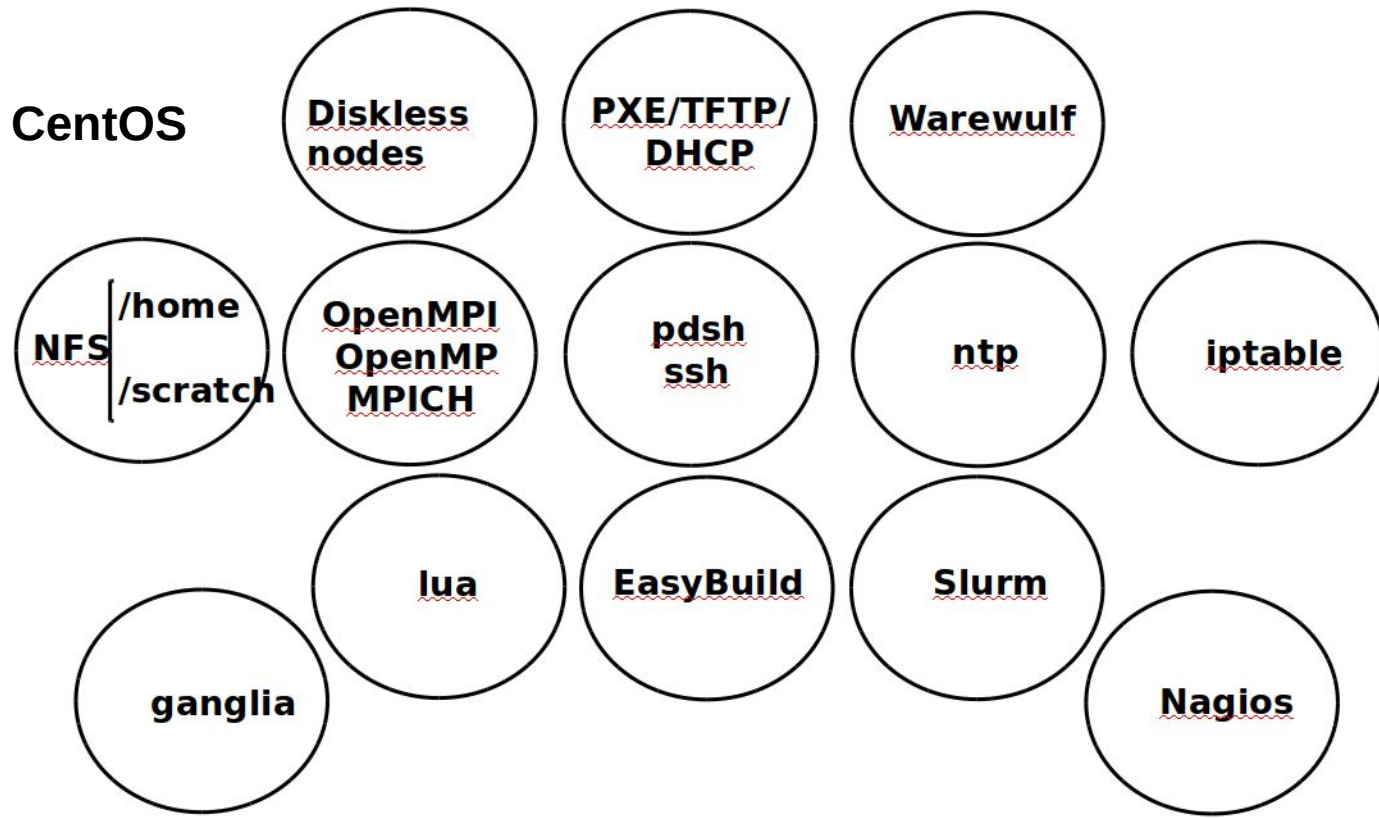 CentOS
Diskless
nodes
PXE/TFTP/
DHCP
Warewulf
NFS
/home
/scratch
OpenMPI
OpenMP
MPICH
pdsh
ssh
ntp
iptable
lua
EasyBuild
Slurm
ganglia
Nagios